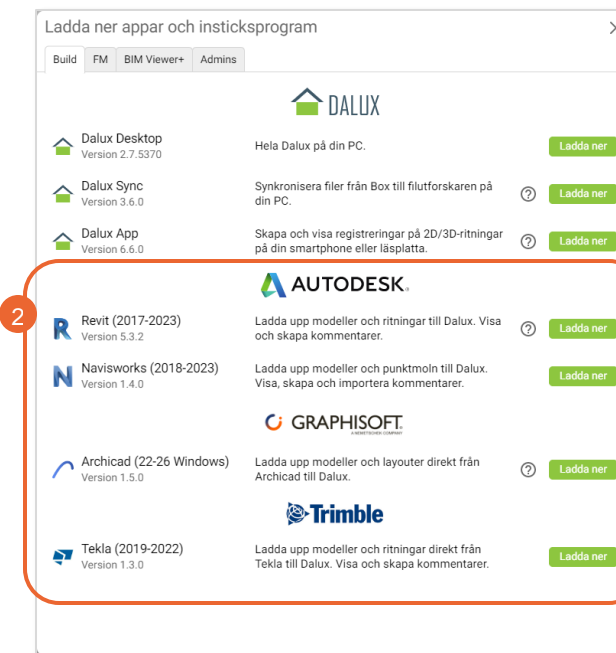 Ladda ner appar och insticksprogram
Build FM BIM Viewer+ Admins
DALUX
Dalux Desktop
Version 2.7.5370
Hela Dalux på din PC.
Ladda ner
Dalux Sync
Version 3.6.0
Synkronisera filer från Box till filutforskaren på
din PC.
Ladda ner
Dalux App
Version 6.6.0
Skapa och visa registreringar på 2D/3D-ritningar
på din smartphone eller läsplatta.
Ladda ner
2
AUTODESK.
Revit (2017-2023)
Version 5.3.2
Ladda upp modeller och ritningar till Dalux. Visa
och skapa kommentarer.
Ladda ner
Navisworks (2018-2023)
Version 1.4.0
Ladda upp modeller och punktmoln till Dalux.
Visa, skapa och importera kommentarer.
Ladda ner
GRAPHISOFT
A NEMETSCHEK COMPANY
Archicad (22-26 Windows)
Version 1.5.0
Ladda upp modeller och layouter direkt från
Archicad till Dalux.
Ladda ner
Trimble
Tekla (2019-2022)
Version 1.3.0
Ladda upp modeller och ritningar direkt från
Tekla till Dalux. Visa och skapa kommentarer.
Ladda ner